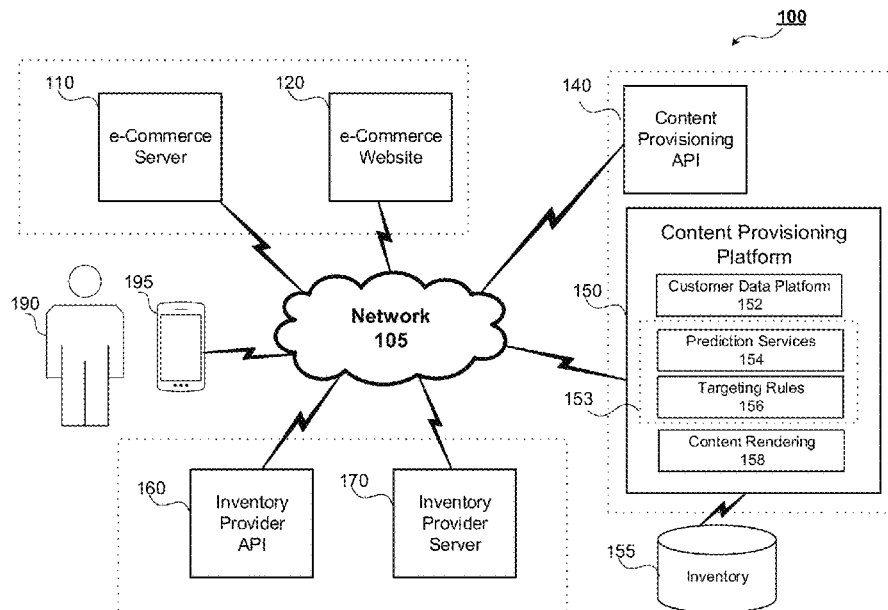 100
110
e-Commerce
Server
120
e-Commerce
Website
140
Content
Provisioning
API
Content Provisioning
Platform
150
Customer Data Platform
152
Prediction Services
154
153
Targeting Rules
156
Content Rendering
158
190
195
Network
105
160
Inventory
Provider
API
170
Inventory
Provider
Server
155
Inventory